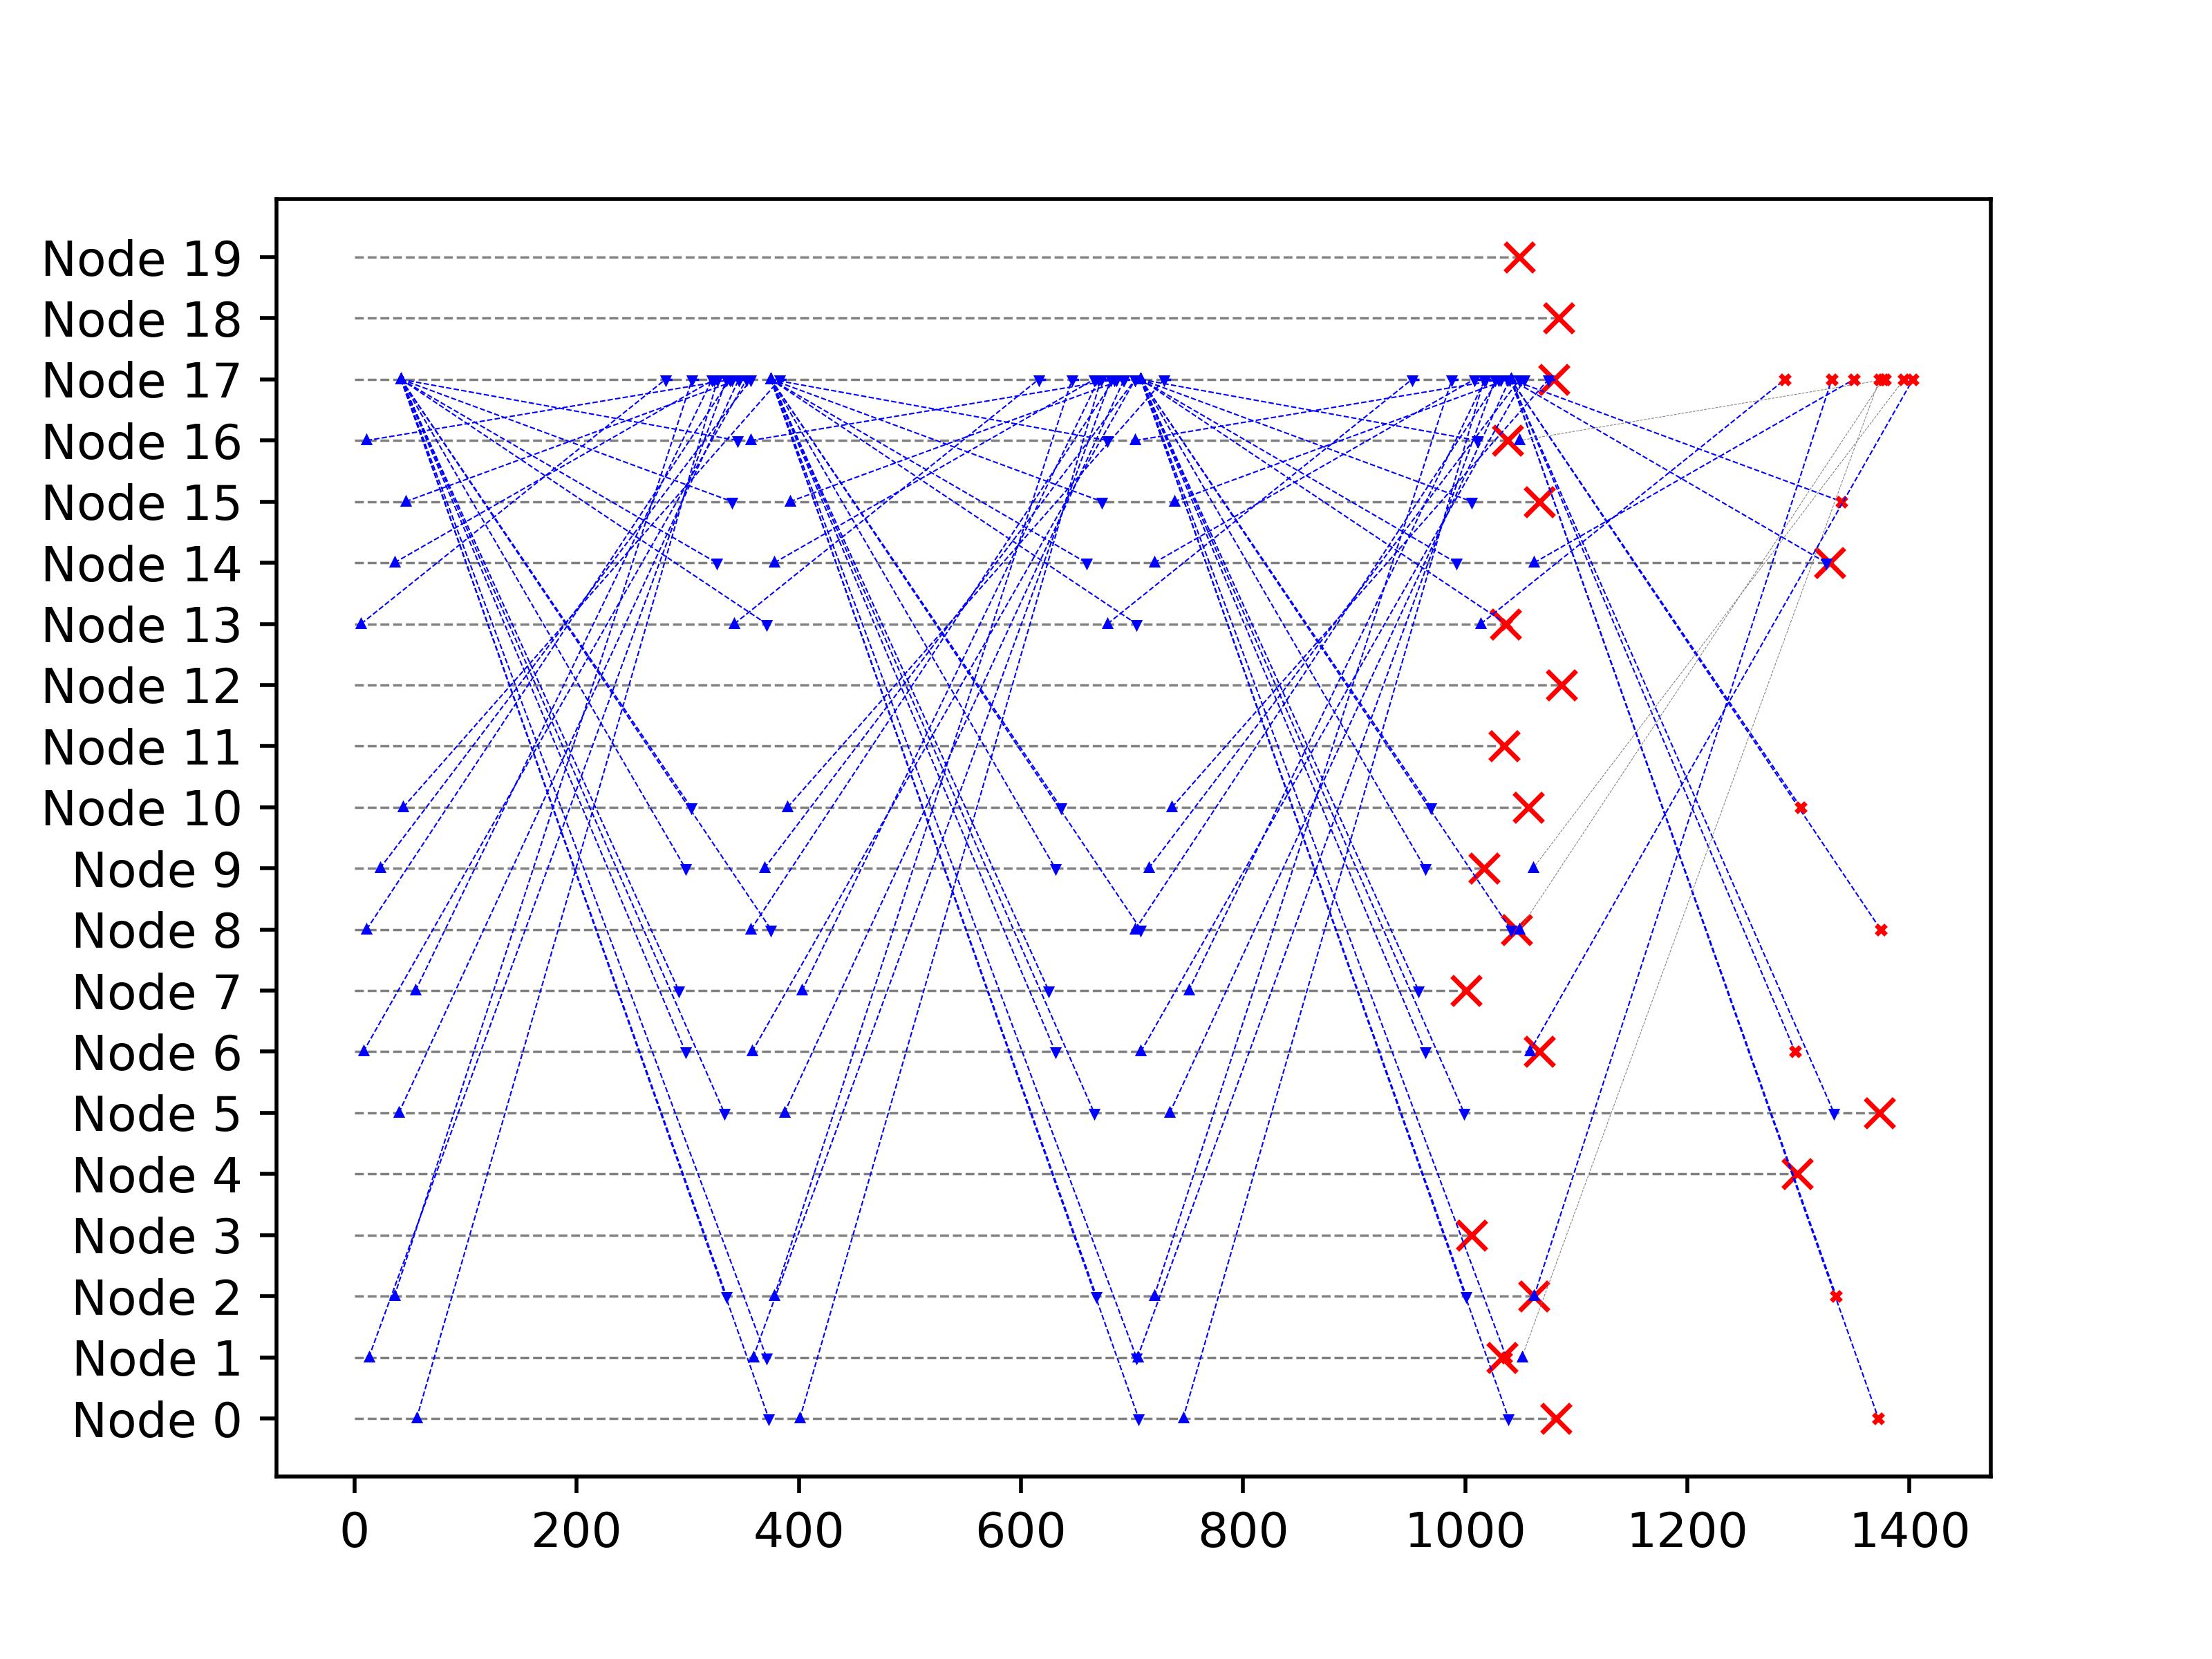 Node 19
Node 18
Node 17
Node 16
Node 15
Node 14
Node 13
Node 12
Node 11
Node 10
Node 9
Node 8
Node 7
Node 6
Node 5
Node 4
Node 3
Node 2
Node 1
Node 0
0 200 400 600 800 1000 1200 1400